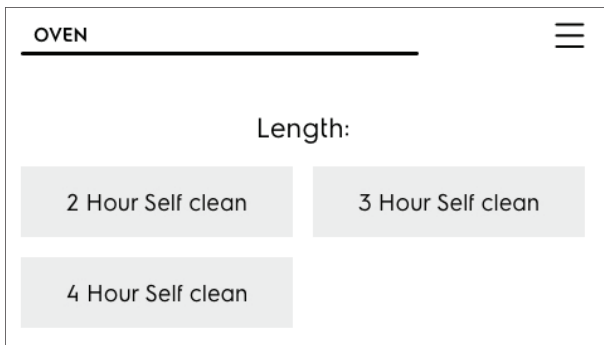 OVEN
Length:
2 Hour Self clean
3 Hour Self clean
4 Hour Self clean